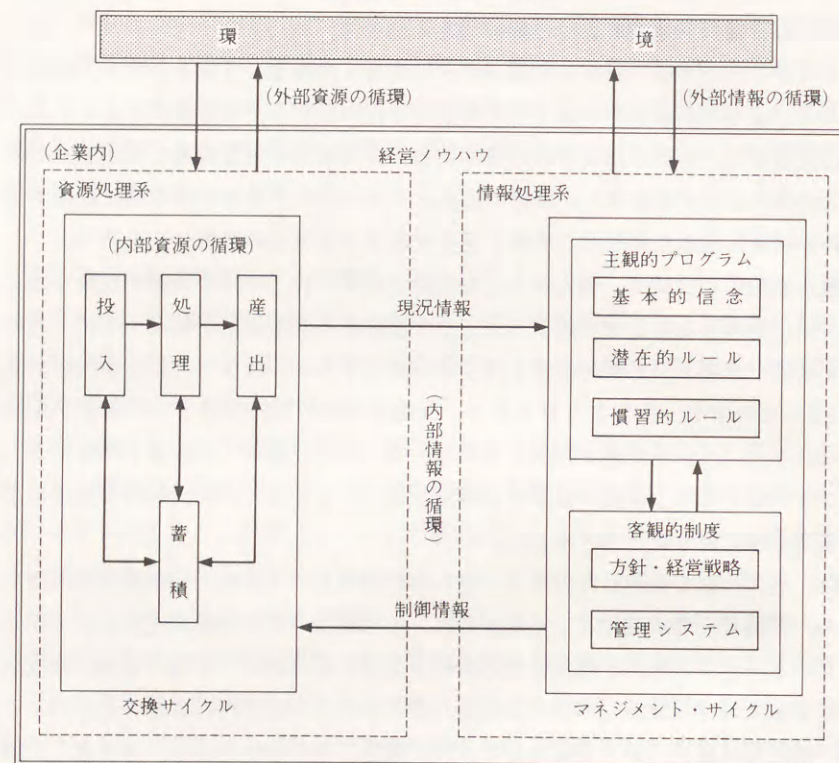 環境
(外部資源の循環)
(外部情報の循環)
(企業内)
経営ノウハウ
資源処理系
(内部資源の循環)
投入
処理
産出
蓄積
交換サイクル
現況情報
(内部情報の循環)
制御情報
情報処理系
主観的プログラム
基本的信念
潜在的ルール
慣習的ルール
客観的制度
方針・経営戦略
管理システム
マネジメント・サイクル